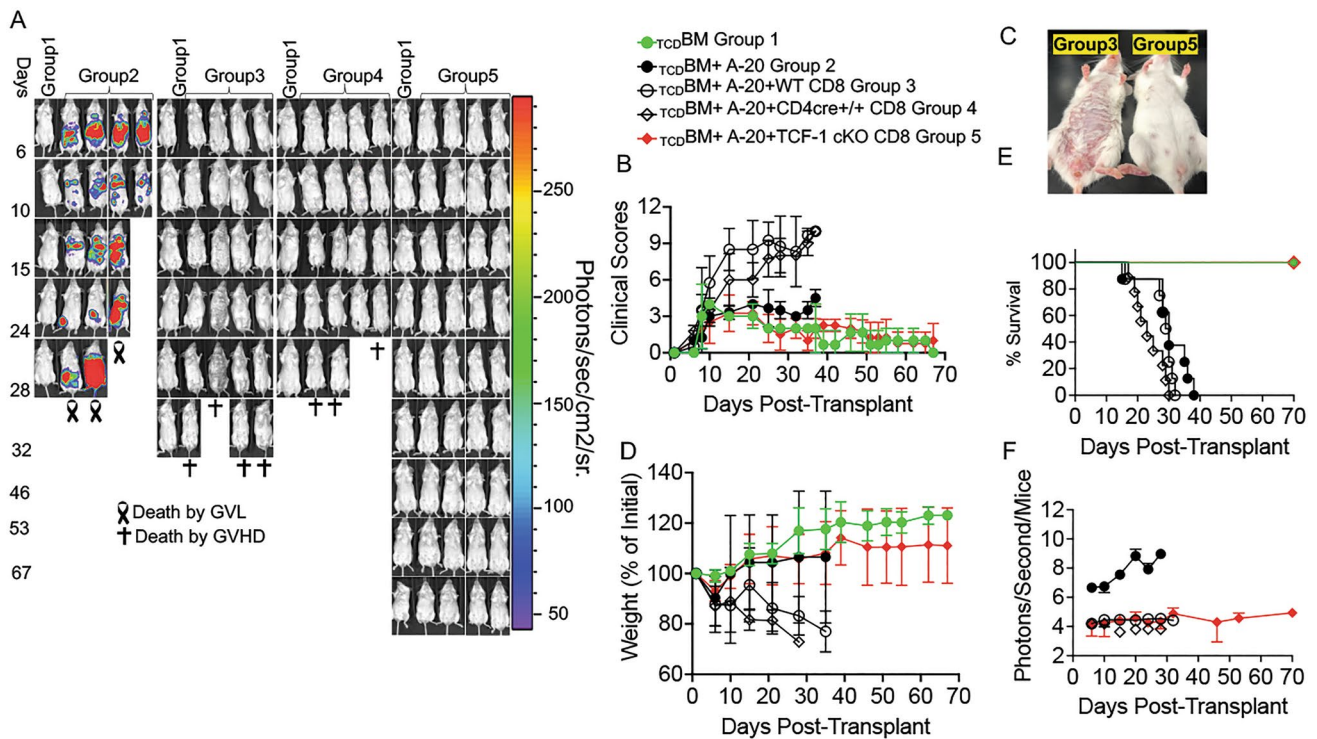 A
Days
Group1
Group2
Group1
Group3
Group1
Group4
Group1
Group5
6
10
15
24
28
32
46
53
67
Death by GVL
Death by GVHD
250
200
150
100
50
Photons/sec/cm2/sr.
TCDBM Group 1
TCDBM+ A-20 Group 2
TCDBM+ A-20+WT CD8 Group 3
TCDBM+ A-20+CD4cre+/+ CD8 Group 4
TCDBM+ A-20+TCF-1 cKO CD8 Group 5
B
Clinical Scores
12
9
6
3
0
0 10 20 30 40 50 60 70
Days Post-Transplant
C
Group3 Group5
D
Weight (% of Initial)
140
120
100
80
60
0 10 20 30 40 50 60 70
Days Post-Transplant
E
% Survival
100
80
60
40
20
0
0 10 20 30 40 50 60 70
Days Post-Transplant
F
Photons/Second/Mice
12
10
8
6
4
2
0 10 20 30 40 50 60 70
Days Post-Transplant